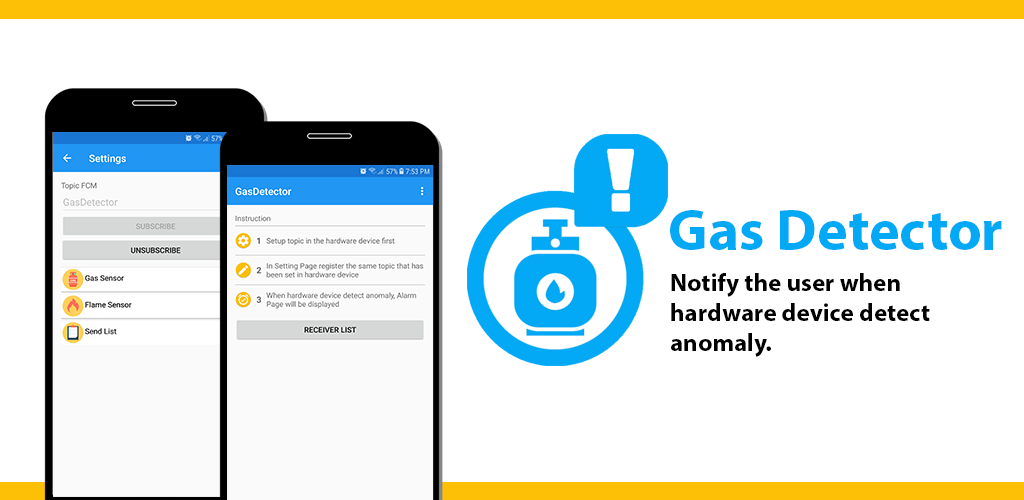 57%
Settings
Topic FCM
GasDetector
SUBSCRIBE
UNSUBSCRIBE
Gas Sensor
Flame Sensor
Send List
57% 7:53 PM
GasDetector
Instruction
1 Setup topic in the hardware device first
2 In Setting Page register the same topic that has
been set in hardware device
3 When hardware device detect anomaly, Alarm
Page will be displayed
RECEIVER LIST
!
Gas Detector
Notify the user when
hardware device detect
anomaly.